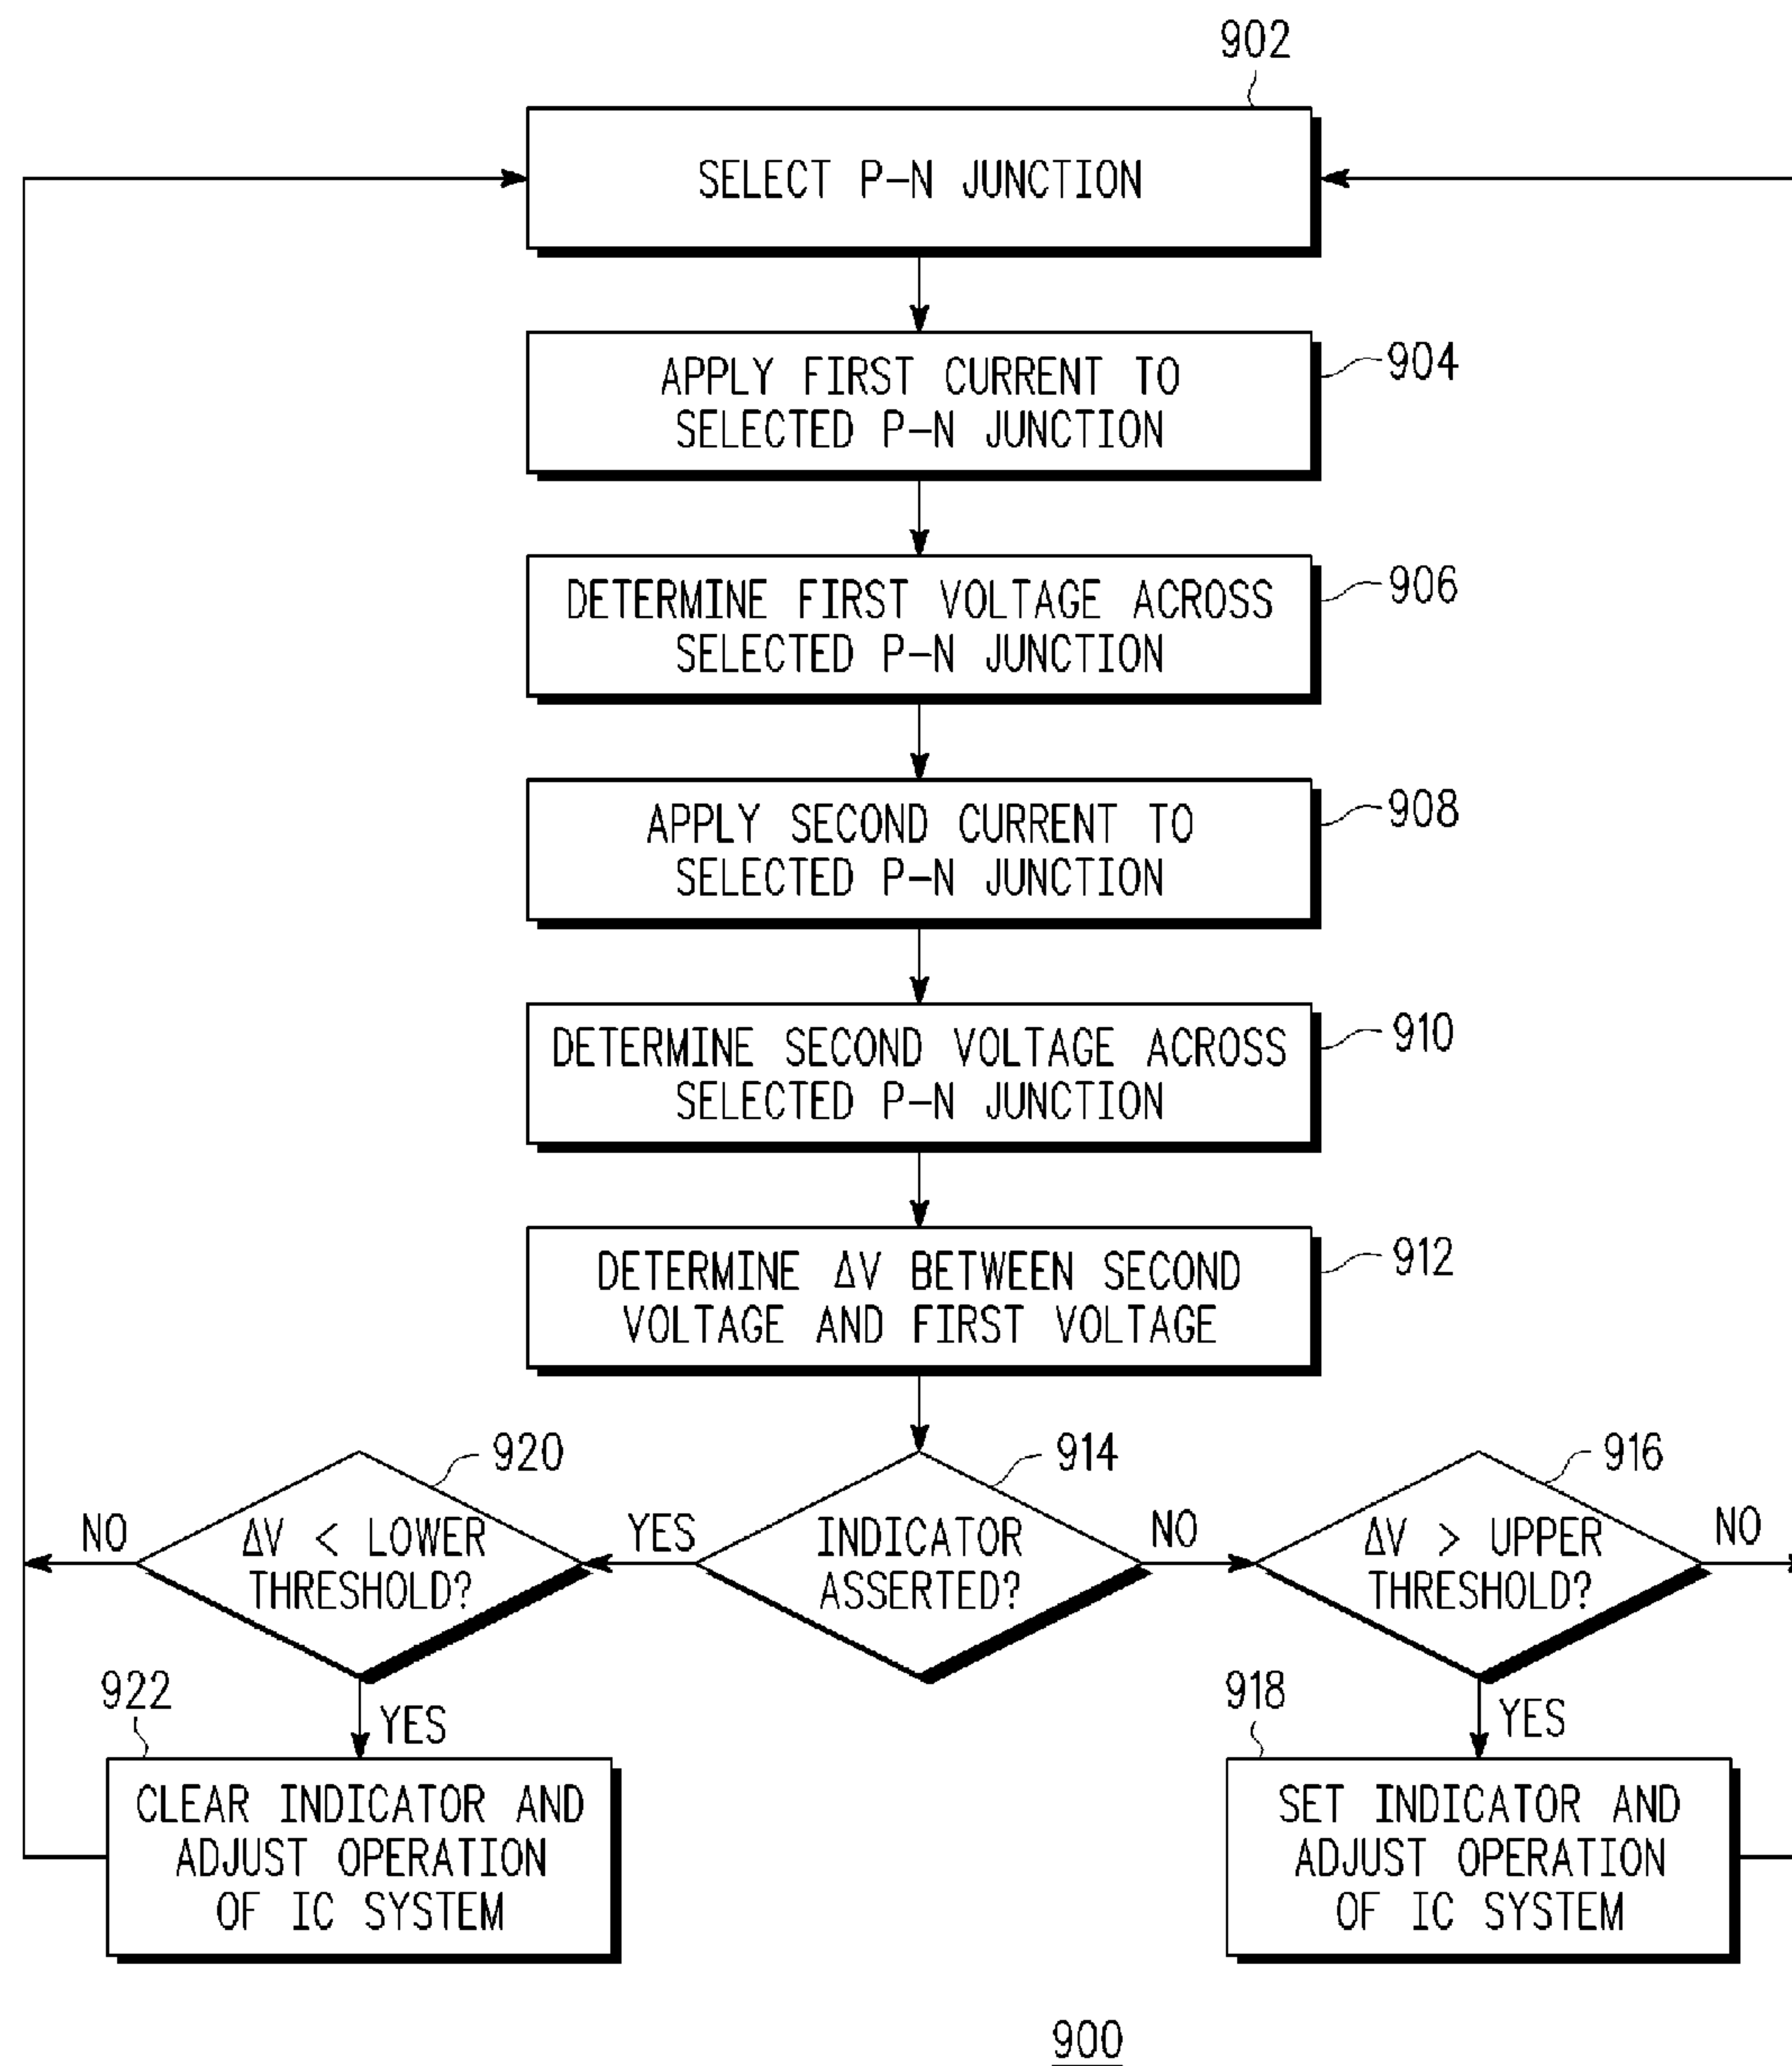 902
SELECT P-N JUNCTION
APPLY FIRST CURRENT TO
SELECTED P-N JUNCTION
904
DETERMINE FIRST VOLTAGE ACROSS
SELECTED P-N JUNCTION
906
APPLY SECOND CURRENT TO
SELECTED P-N JUNCTION
908
DETERMINE SECOND VOLTAGE ACROSS
SELECTED P-N JUNCTION
910
DETERMINE ΔV BETWEEN SECOND
VOLTAGE AND FIRST VOLTAGE
912
920
914
916
NO
ΔV < LOWER
THRESHOLD?
YES
INDICATOR
ASSERTED?
NO
ΔV > UPPER
THRESHOLD?
NO
922
YES
918
YES
CLEAR INDICATOR AND
ADJUST OPERATION
OF IC SYSTEM
SET INDICATOR AND
ADJUST OPERATION
OF IC SYSTEM
900